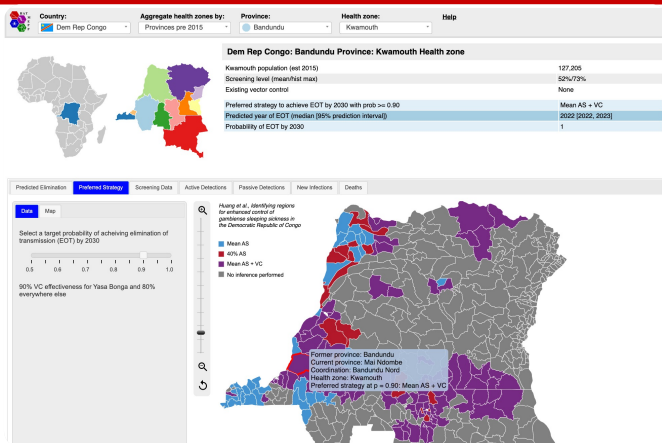 Country:
Aggregate health zones by:
Province:
Health zone:
Help
Dem Rep Congo
Provinces pre 2015
Bandundu
Kwamouth
Dem Rep Congo: Bandundu Province: Kwamouth Health zone
Kwamouth population (est 2015) 127,205
Screening level (mean/hist max) 52%/73%
Existing vector control None
Preferred strategy to achieve EOT by 2030 with prob >= 0.90 Mean AS + VC
Predicted year of EOT (median [95% prediction interval]) 2022 [2022, 2023]
Probability of EOT by 2030 1
Predicted Elimination
Preferred Strategy
Screening Data
Active Detections
Passive Detections
New Infections
Deaths
Data
Map
Select a target probability of acheiving elimination of
transmission (EOT) by 2030
0.5 0.6 0.7 0.8 0.9 1.0
90% VC effectiveness for Yasa Bonga and 80%
everywhere else
Huang et al., Identifying regions
for enhanced control of
gambiense sleeping sickness in
the Democratic Republic of Congo
Mean AS
40% AS
Mean AS + VC
No inference performed
Former province: Bandundu
Current province: Mai Ndombe
Coordination: Bandundu Nord
Health zone: Kwamouth
Preferred strategy at p = 0.90: Mean AS + VC